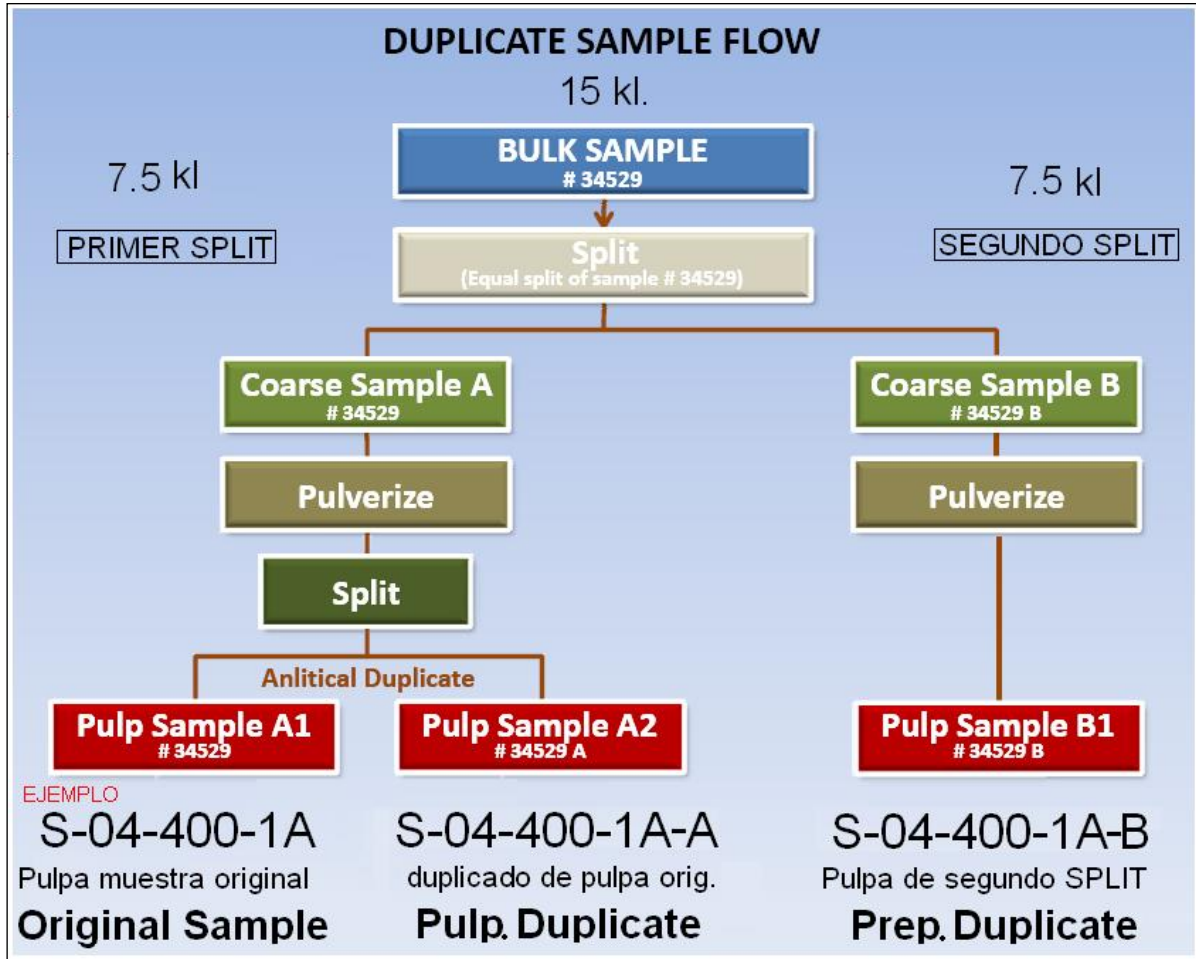 DUPLICATE SAMPLE FLOW
15 kl.
BULK SAMPLE
# 34529
7.5 kl
7.5 kl
PRIMER SPLIT
SEGUNDO SPLIT
Split
(Equal split of sample # 34529)
Coarse Sample A
# 34529
Coarse Sample B
# 34529 B
Pulverize
Pulverize
Split
Anlitical Duplicate
Pulp Sample A1
# 34529
Pulp Sample A2
# 34529 A
Pulp Sample B1
# 34529 B
EJEMPLO
S-04-400-1A
S-04-400-1A-A
S-04-400-1A-B
Pulpa muestra original
duplicado de pulpa orig.
Pulpa de segundo SPLIT
Original Sample
Pulp. Duplicate
Prep. Duplicate